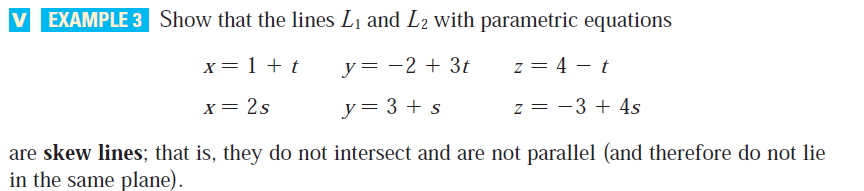 V EXAMPLE 3 Show that the lines L₁ and L₂ with parametric equations
x = 1 + t y = −2 + 3t z = 4 − t
x = 2s y = 3 + s z = −3 + 4s
are skew lines; that is, they do not intersect and are not parallel (and therefore do not lie
in the same plane).